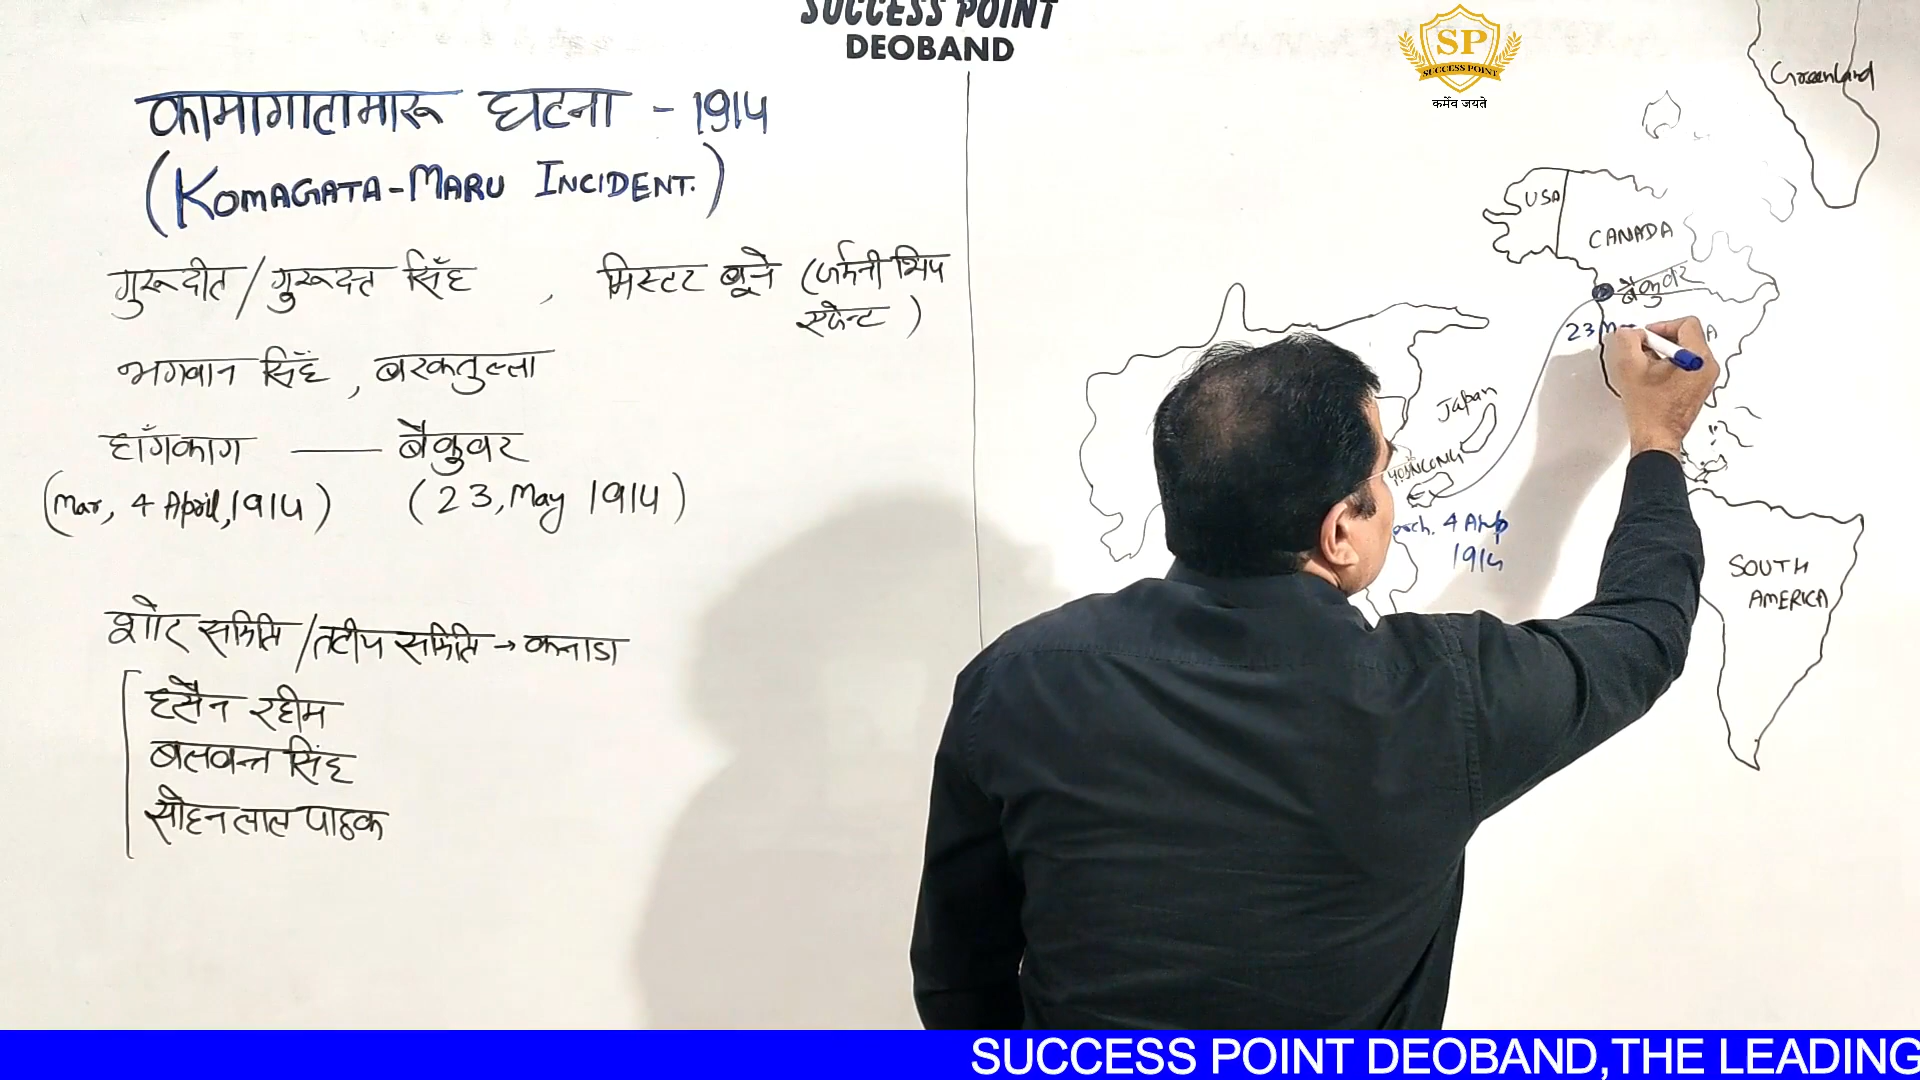 SUCCESS POINT
DEOBAND
SP
SUCCESS POINT
कर्मेव जयते
कामागाटामारू घटना - 1914
(KOMAGATA-MARU INCIDENT.)
गुरूदीत/गुरूदत्त सिँह , मिस्टर बूने (जर्मनी शिप
एजेन्ट)
भगवान सिँह , बरकतुल्ला
हाँगकाग — बैंकुवर
(Mar, 4 April, 1914) (23, May 1914)
शोर समिति/तटीय समिति → कनाडा
हुसैन रहीम
बलवन्त सिंह
सोहनलाल पाठक
Greenland
USA
CANADA
बैंकुवर
23 M
A
Japan
4
1914
SOUTH
AMERICA
SUCCESS POINT DEOBAND,THE LEADING